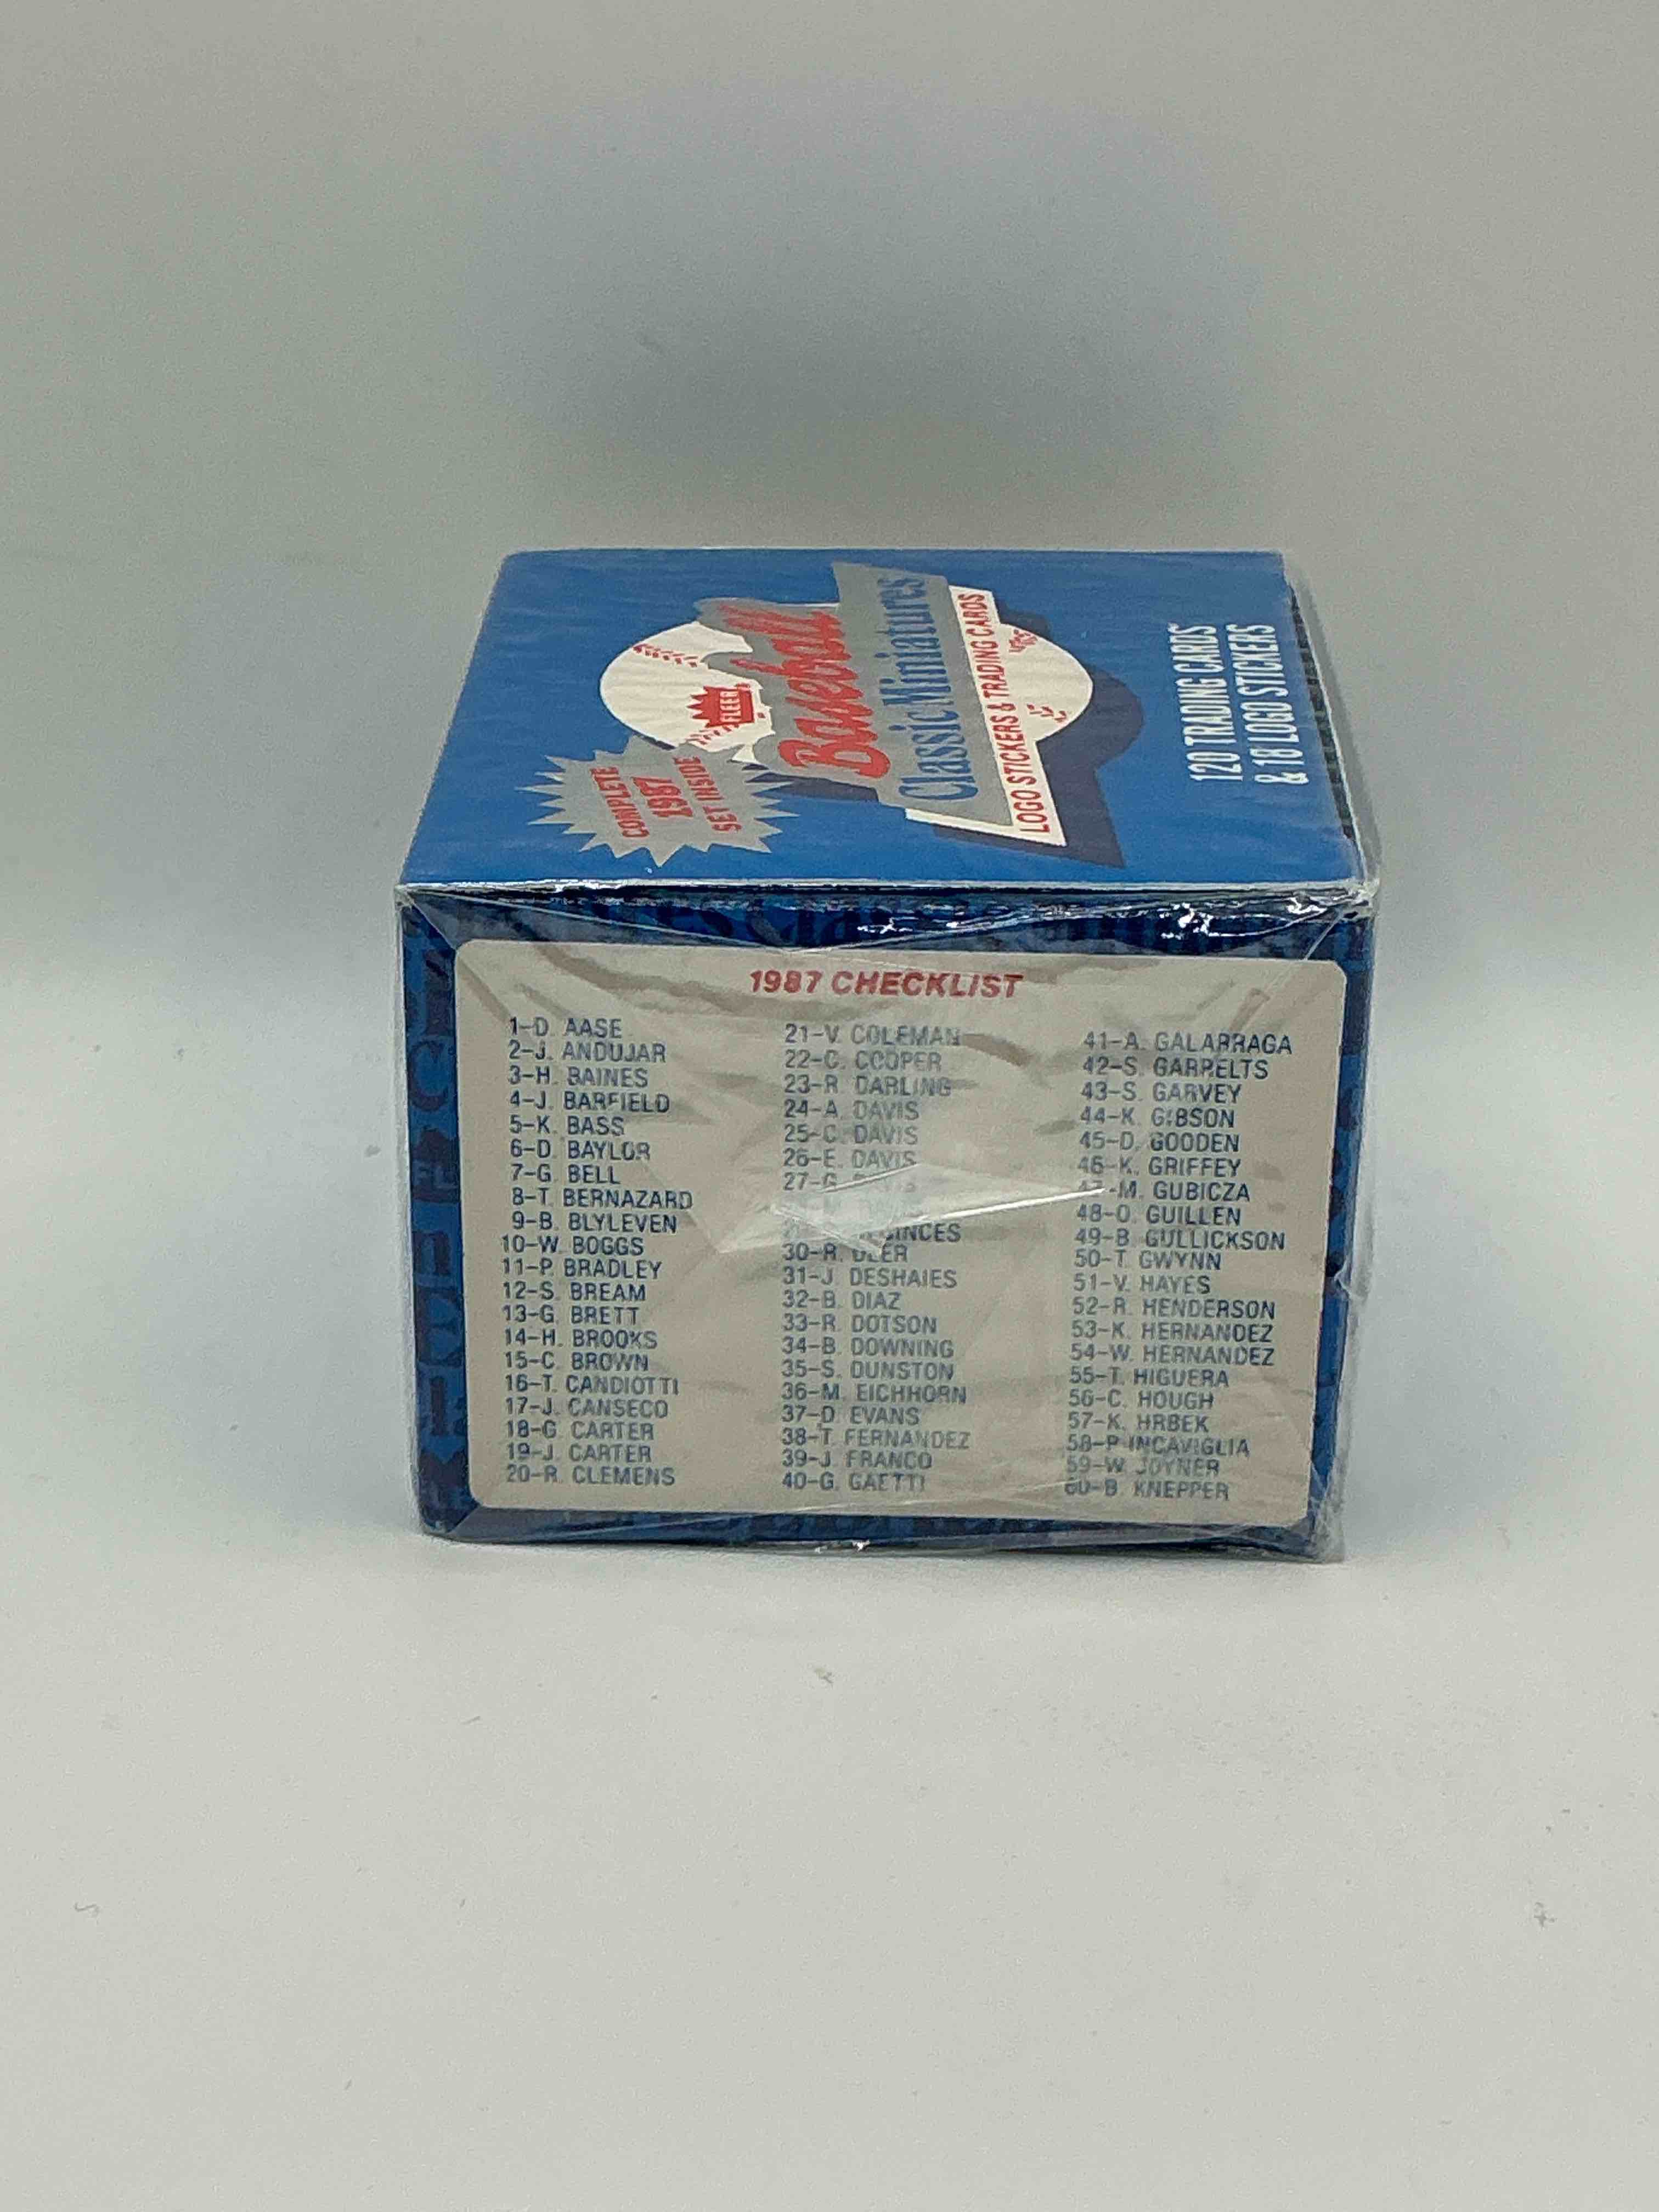 COMPLETE
1987
SET INSIDE
FLEER
Baseball
Classic Miniatures
LOGO STICKERS & TRADING CARDS
120 TRADING CARDS
& 18 LOGO STICKERS
1987 CHECKLIST
1-D. AASE
2-J. ANDUJAR
3-H. BAINES
4-J. BARFIELD
5-K. BASS
6-D. BAYLOR
7-G. BELL
8-T. BERNAZARD
9-B. BLYLEVEN
10-W. BOGGS
11-P. BRADLEY
12-S. BREAM
13-G. BRETT
14-H. BROOKS
15-C. BROWN
16-T. CANDIOTTI
17-J. CANSECO
18-G. CARTER
19-J. CARTER
20-R. CLEMENS
21-V. COLEMAN
22-C. COOPER
23-R. DARLING
24-A. DAVIS
25-C. DAVIS
26-E. DAVIS
27-G. DAVIS
30-R. DEER
31-J. DESHAIES
32-B. DIAZ
33-R. DOTSON
34-B. DOWNING
35-S. DUNSTON
36-M. EICHHORN
37-D. EVANS
38-T. FERNANDEZ
39-J. FRANCO
40-G. GAETTI
41-A. GALARRAGA
42-S. GARRELTS
43-S. GARVEY
44-K. GIBSON
45-D. GOODEN
46-K. GRIFFEY
47-M. GUBICZA
48-O. GUILLEN
49-B. GULLICKSON
50-T. GWYNN
51-V. HAYES
52-R. HENDERSON
53-K. HERNANDEZ
54-W. HERNANDEZ
55-T. HIGUERA
56-C. HOUGH
57-K. HRBEK
58-P. INCAVIGLIA
59-W. JOYNER
60-B. KNEPPER